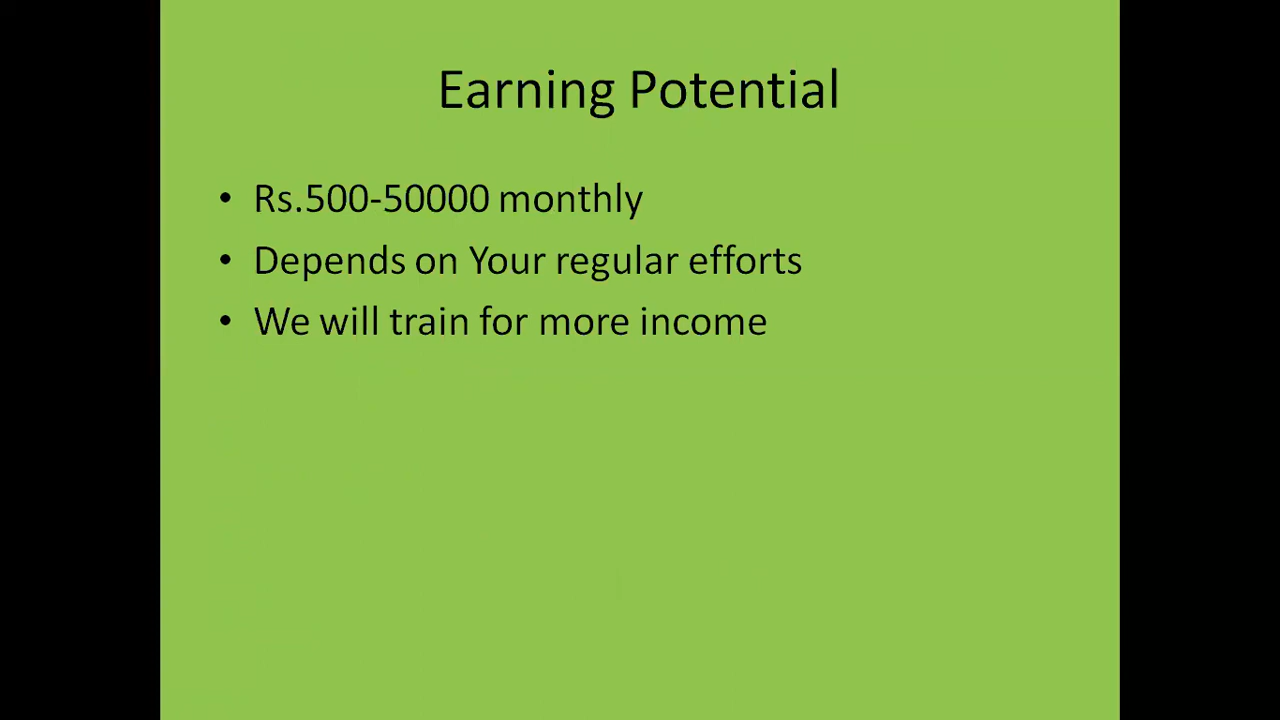 Earning Potential
• Rs.500-50000 monthly
• Depends on Your regular efforts
• We will train for more income